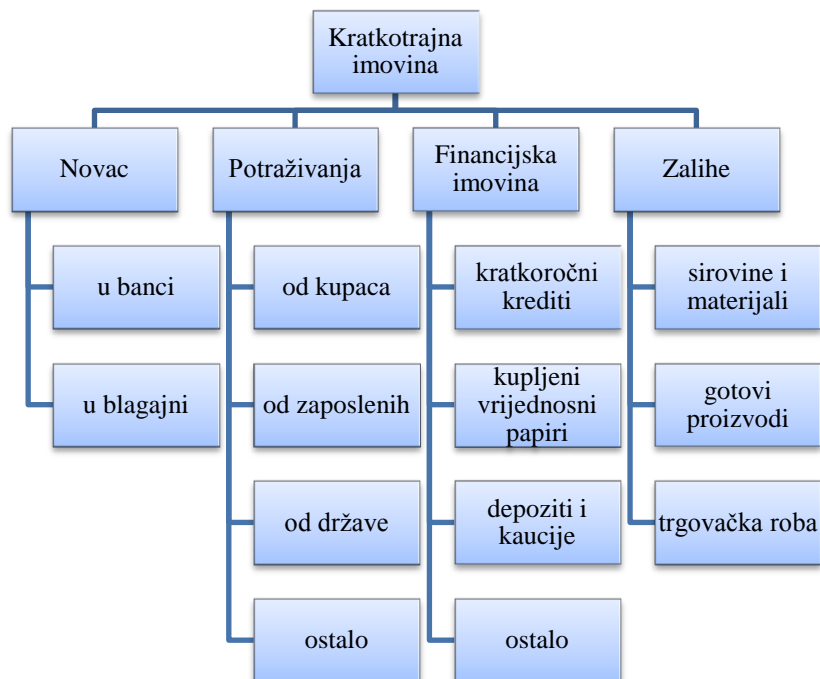 Kratkotrajna
imovina
Novac
Potraživanja
Financijska
imovina
Zalihe
u banci
od kupaca
kratkoročni
krediti
sirovine i
materijali
u blagajni
od zaposlenih
kupljeni
vrijednosni
papiri
gotovi
proizvodi
od države
depoziti i
kaucije
trgovačka roba
ostalo
ostalo